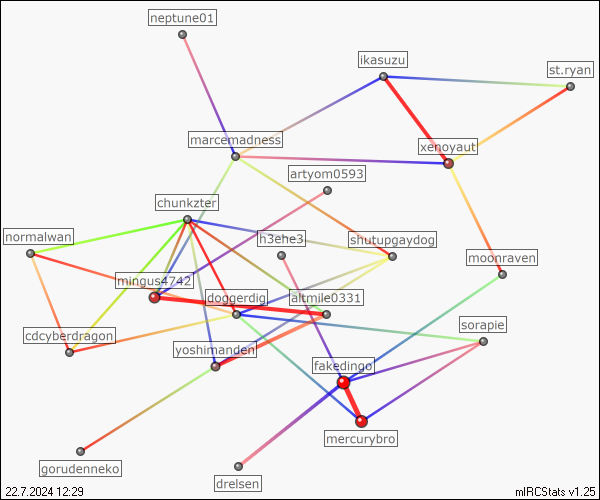 neptune01
ikasuzu
st.ryan
marcemadness
xenoyaut
artyom0593
chunkzter
normalwan
h3ehe3
shutupgaydog
moonraven
mingus4742
doggerdig
altmile0331
cdcyberdragon
sorapie
yoshimanden
fakedingo
mercurybro
gorudenneko
drelsen
22.7.2024 12:29
mIRCStats v1.25